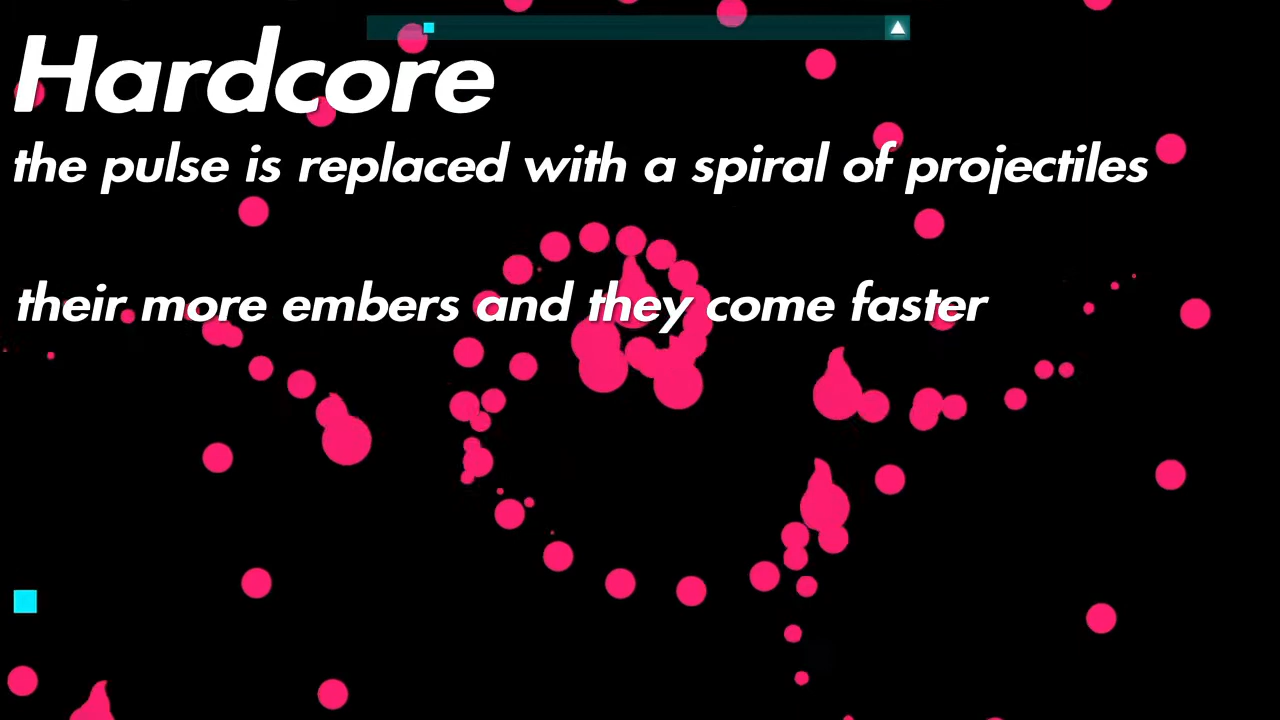 Hardcore
the pulse is replaced with a spiral of projectiles
their more embers and they come faster